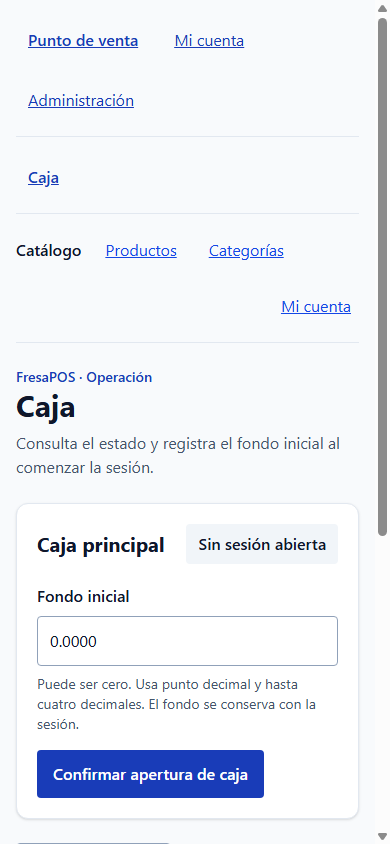 Punto de venta Mi cuenta
Administración
Caja
Catálogo Productos Categorías
Mi cuenta
FresaPOS · Operación
Caja
Consulta el estado y registra el fondo inicial al
comenzar la sesión.
Caja principal Sin sesión abierta
Fondo inicial
0.0000
Puede ser cero. Usa punto decimal y hasta
cuatro decimales. El fondo se conserva con la
sesión.
Confirmar apertura de caja